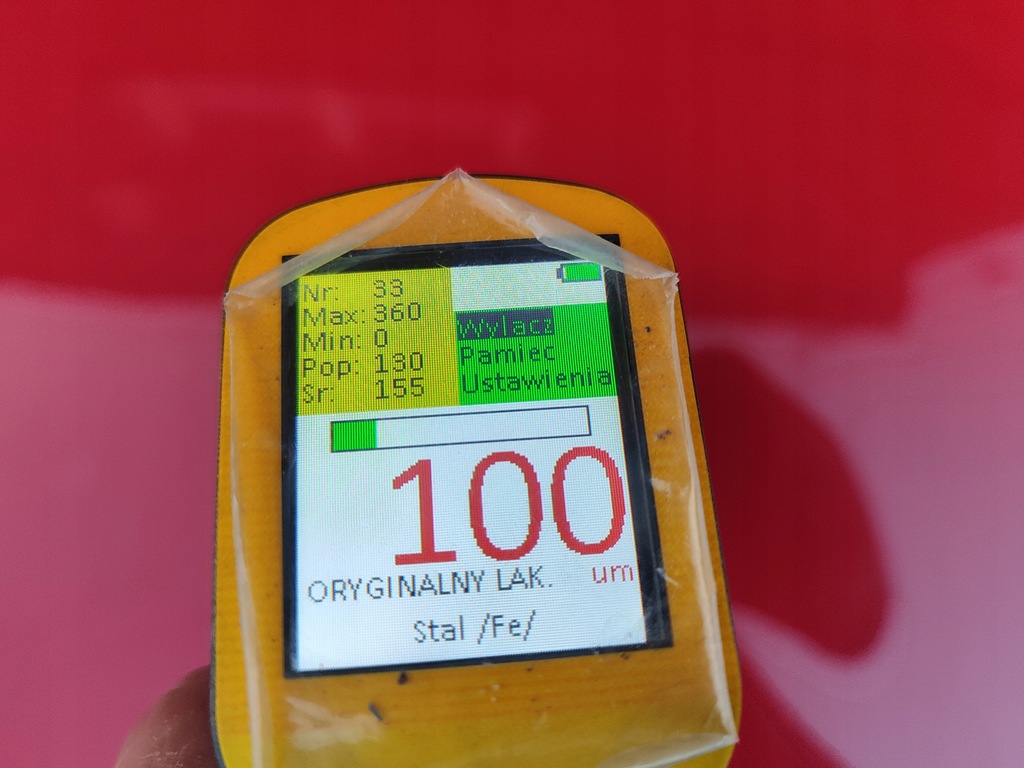 Nr: 33
Max: 360
Min: 0
Pop: 130
Sr: 155
Wylacz
Pamiec
Ustawienia
100
um
ORYGINALNY LAK.
Stal /Fe/